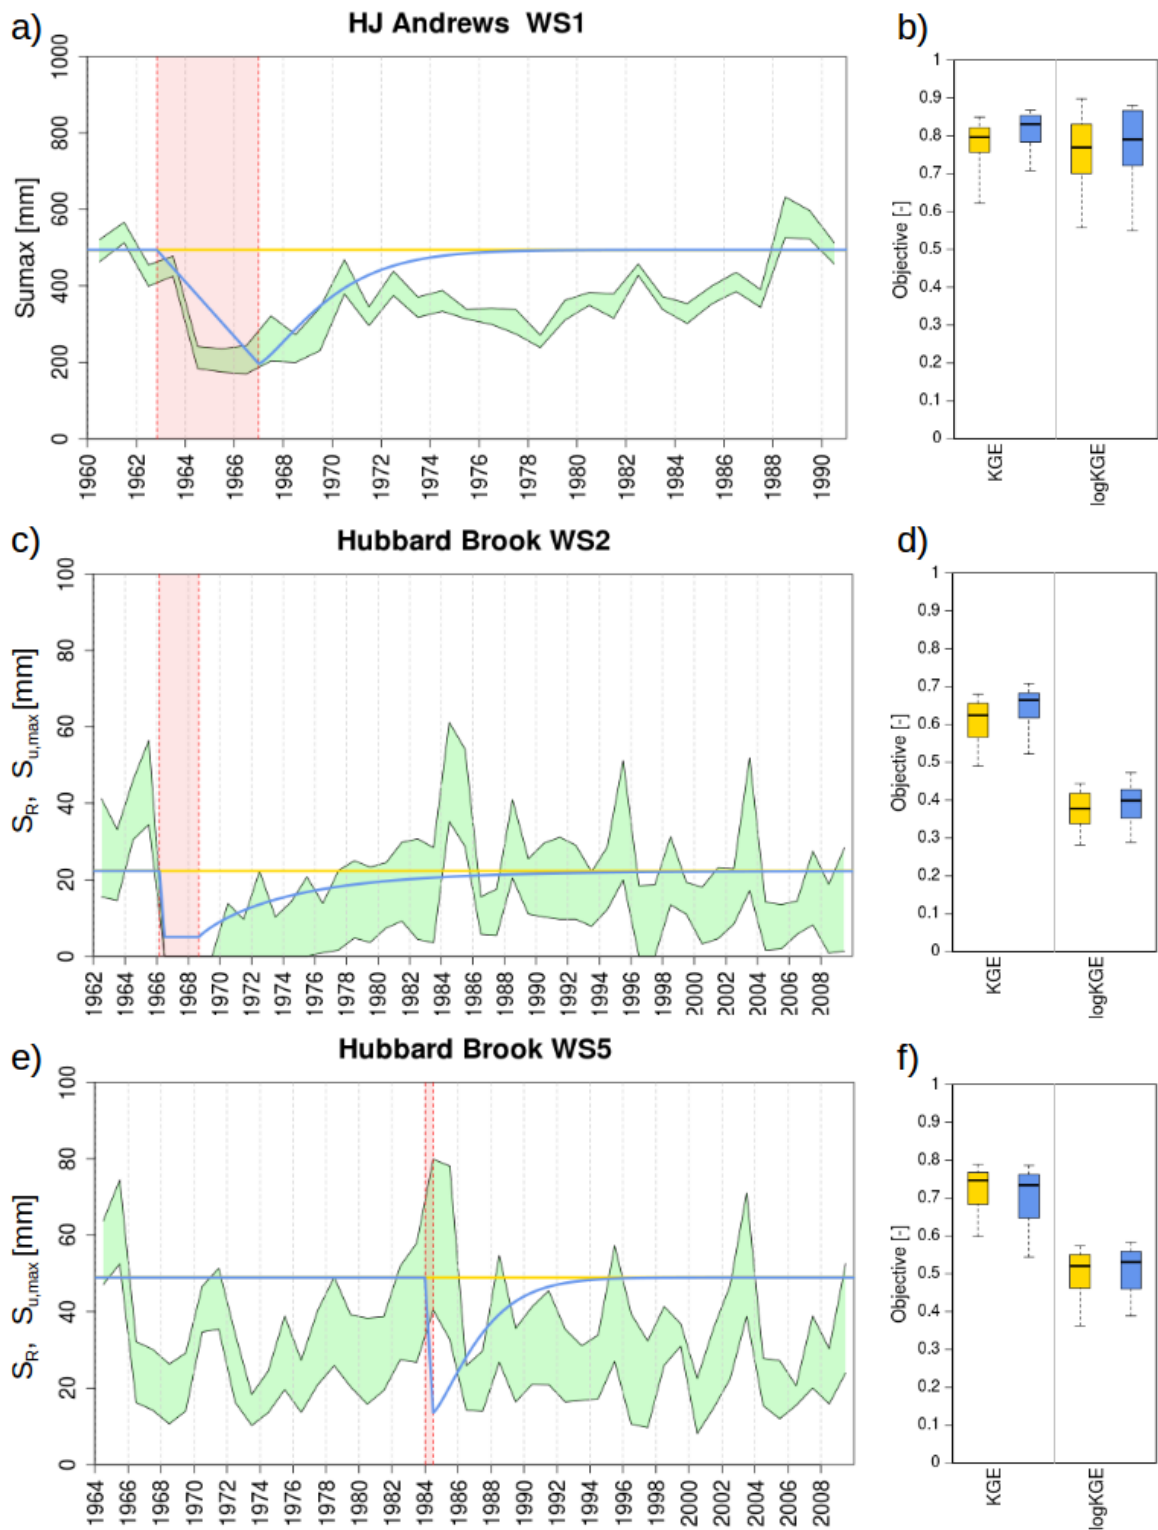 a)
HJ Andrews WS1
Sumax [mm]
0 200 400 600 800 1000
1960 1962 1964 1966 1968 1970 1972 1974 1976 1978 1980 1982 1984 1986 1988 1990
b)
Objective [-]
1
0.9
0.8
0.7
0.6
0.5
0.4
0.3
0.2
0.1
0
KGE
logKGE
c)
Hubbard Brook WS2
S_R, S_u,max [mm]
0 20 40 60 80 100
1962 1964 1966 1968 1970 1972 1974 1976 1978 1980 1982 1984 1986 1988 1990 1992 1994 1996 1998 2000 2002 2004 2006 2008
d)
Objective [-]
1
0.9
0.8
0.7
0.6
0.5
0.4
0.3
0.2
0.1
0
KGE
logKGE
e)
Hubbard Brook WS5
S_R, S_u,max [mm]
0 20 40 60 80 100
1964 1966 1968 1970 1972 1974 1976 1978 1980 1982 1984 1986 1988 1990 1992 1994 1996 1998 2000 2002 2004 2006 2008
f)
Objective [-]
1
0.9
0.8
0.7
0.6
0.5
0.4
0.3
0.2
0.1
0
KGE
logKGE